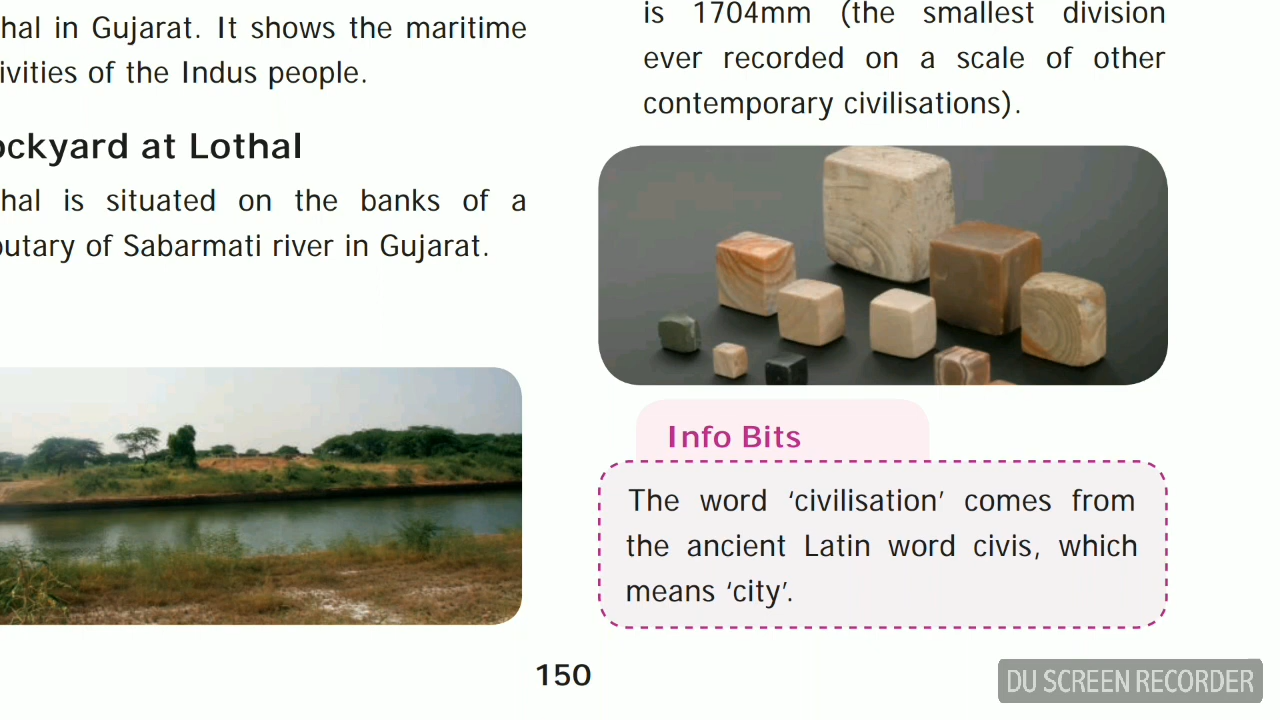 hal in Gujarat. It shows the maritime
ivities of the Indus people.
ockyard at Lothal
hal is situated on the banks of a
utary of Sabarmati river in Gujarat.
is 1704mm (the smallest division
ever recorded on a scale of other
contemporary civilisations).
Info Bits
The word ‘civilisation’ comes from
the ancient Latin word civis, which
means ‘city’.
150
DU SCREEN RECORDER